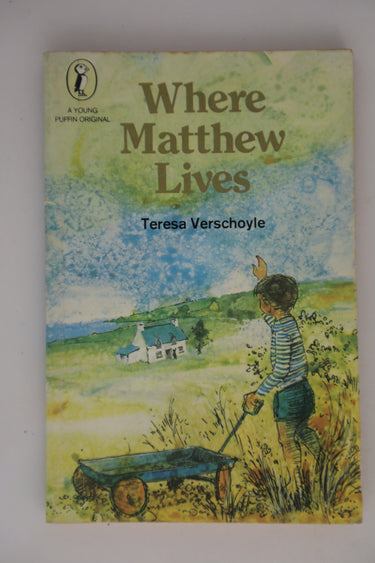 A YOUNG
PUFFIN ORIGINAL
Where
Matthew
Lives
Teresa Verschoyle